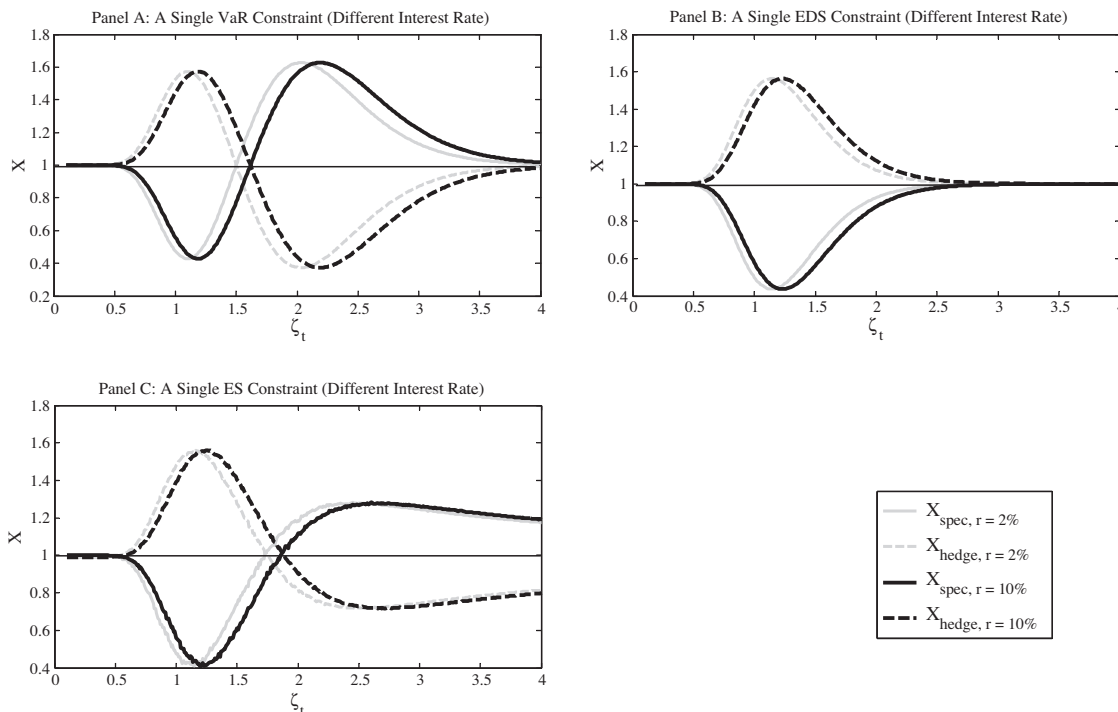 Panel A: A Single VaR Constraint (Different Interest Rate)
1.8
1.6
1.4
1.2
1
0.8
0.6
0.4
0.2
X
0 0.5 1 1.5 2 2.5 3 3.5 4
ζt
Panel B: A Single EDS Constraint (Different Interest Rate)
1.8
1.6
1.4
1.2
1
0.8
0.6
0.4
X
0 0.5 1 1.5 2 2.5 3 3.5 4
ζt
Panel C: A Single ES Constraint (Different Interest Rate)
1.8
1.6
1.4
1.2
1
0.8
0.6
0.4
X
0 0.5 1 1.5 2 2.5 3 3.5 4
ζt
Xspec, r = 2%
Xhedge, r = 2%
Xspec, r = 10%
Xhedge, r = 10%